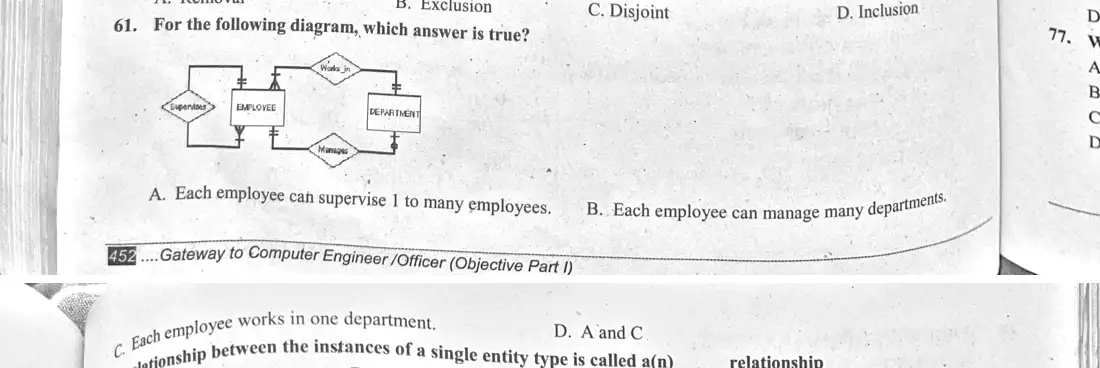 B. Exclusion
C. Disjoint
D. Inclusion
61. For the following diagram, which answer is true?
Works_in
Supervises
EMPLOYEE
DEPARTMENT
Manages
A. Each employee can supervise 1 to many employees.
B. Each employee can manage many departments.
452 ....Gateway to Computer Engineer /Officer (Objective Part I)
77.
A
B
C
D
C. Each employee works in one department.
D. A and C
between the instances of a single entity type is called a(n) relationship